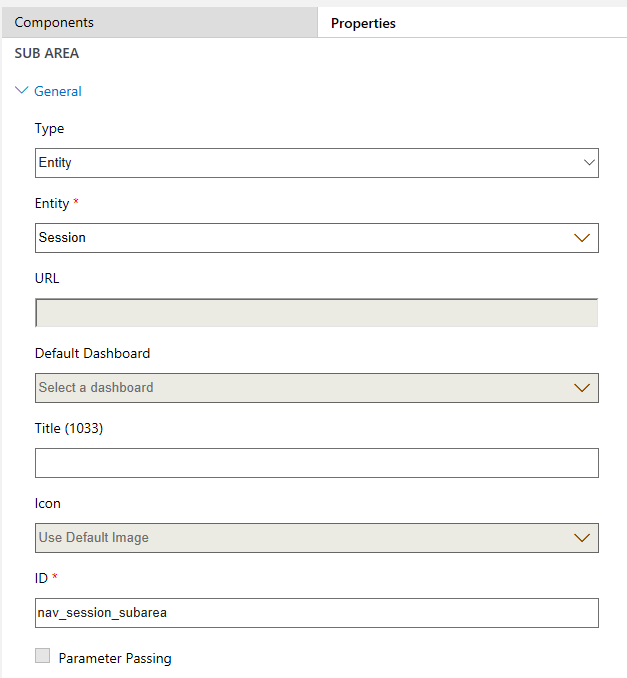 Components Properties
SUB AREA
General
Type
Entity
Entity *
Session
URL
Default Dashboard
Select a dashboard
Title (1033)
Icon
Use Default Image
ID *
nav_session_subarea
Parameter Passing